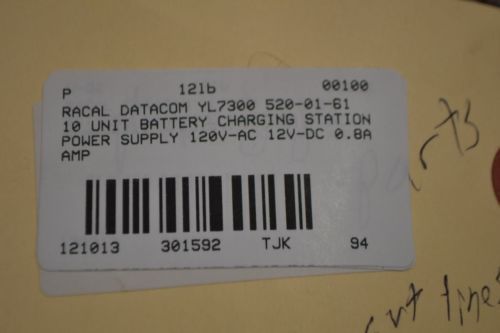 P 12lb 00100
RACAL DATACOM YL7300 520-01-61
10 UNIT BATTERY CHARGING STATION
POWER SUPPLY 120V-AC 12V-DC 0.8A
AMP
121013 301592 TJK 94